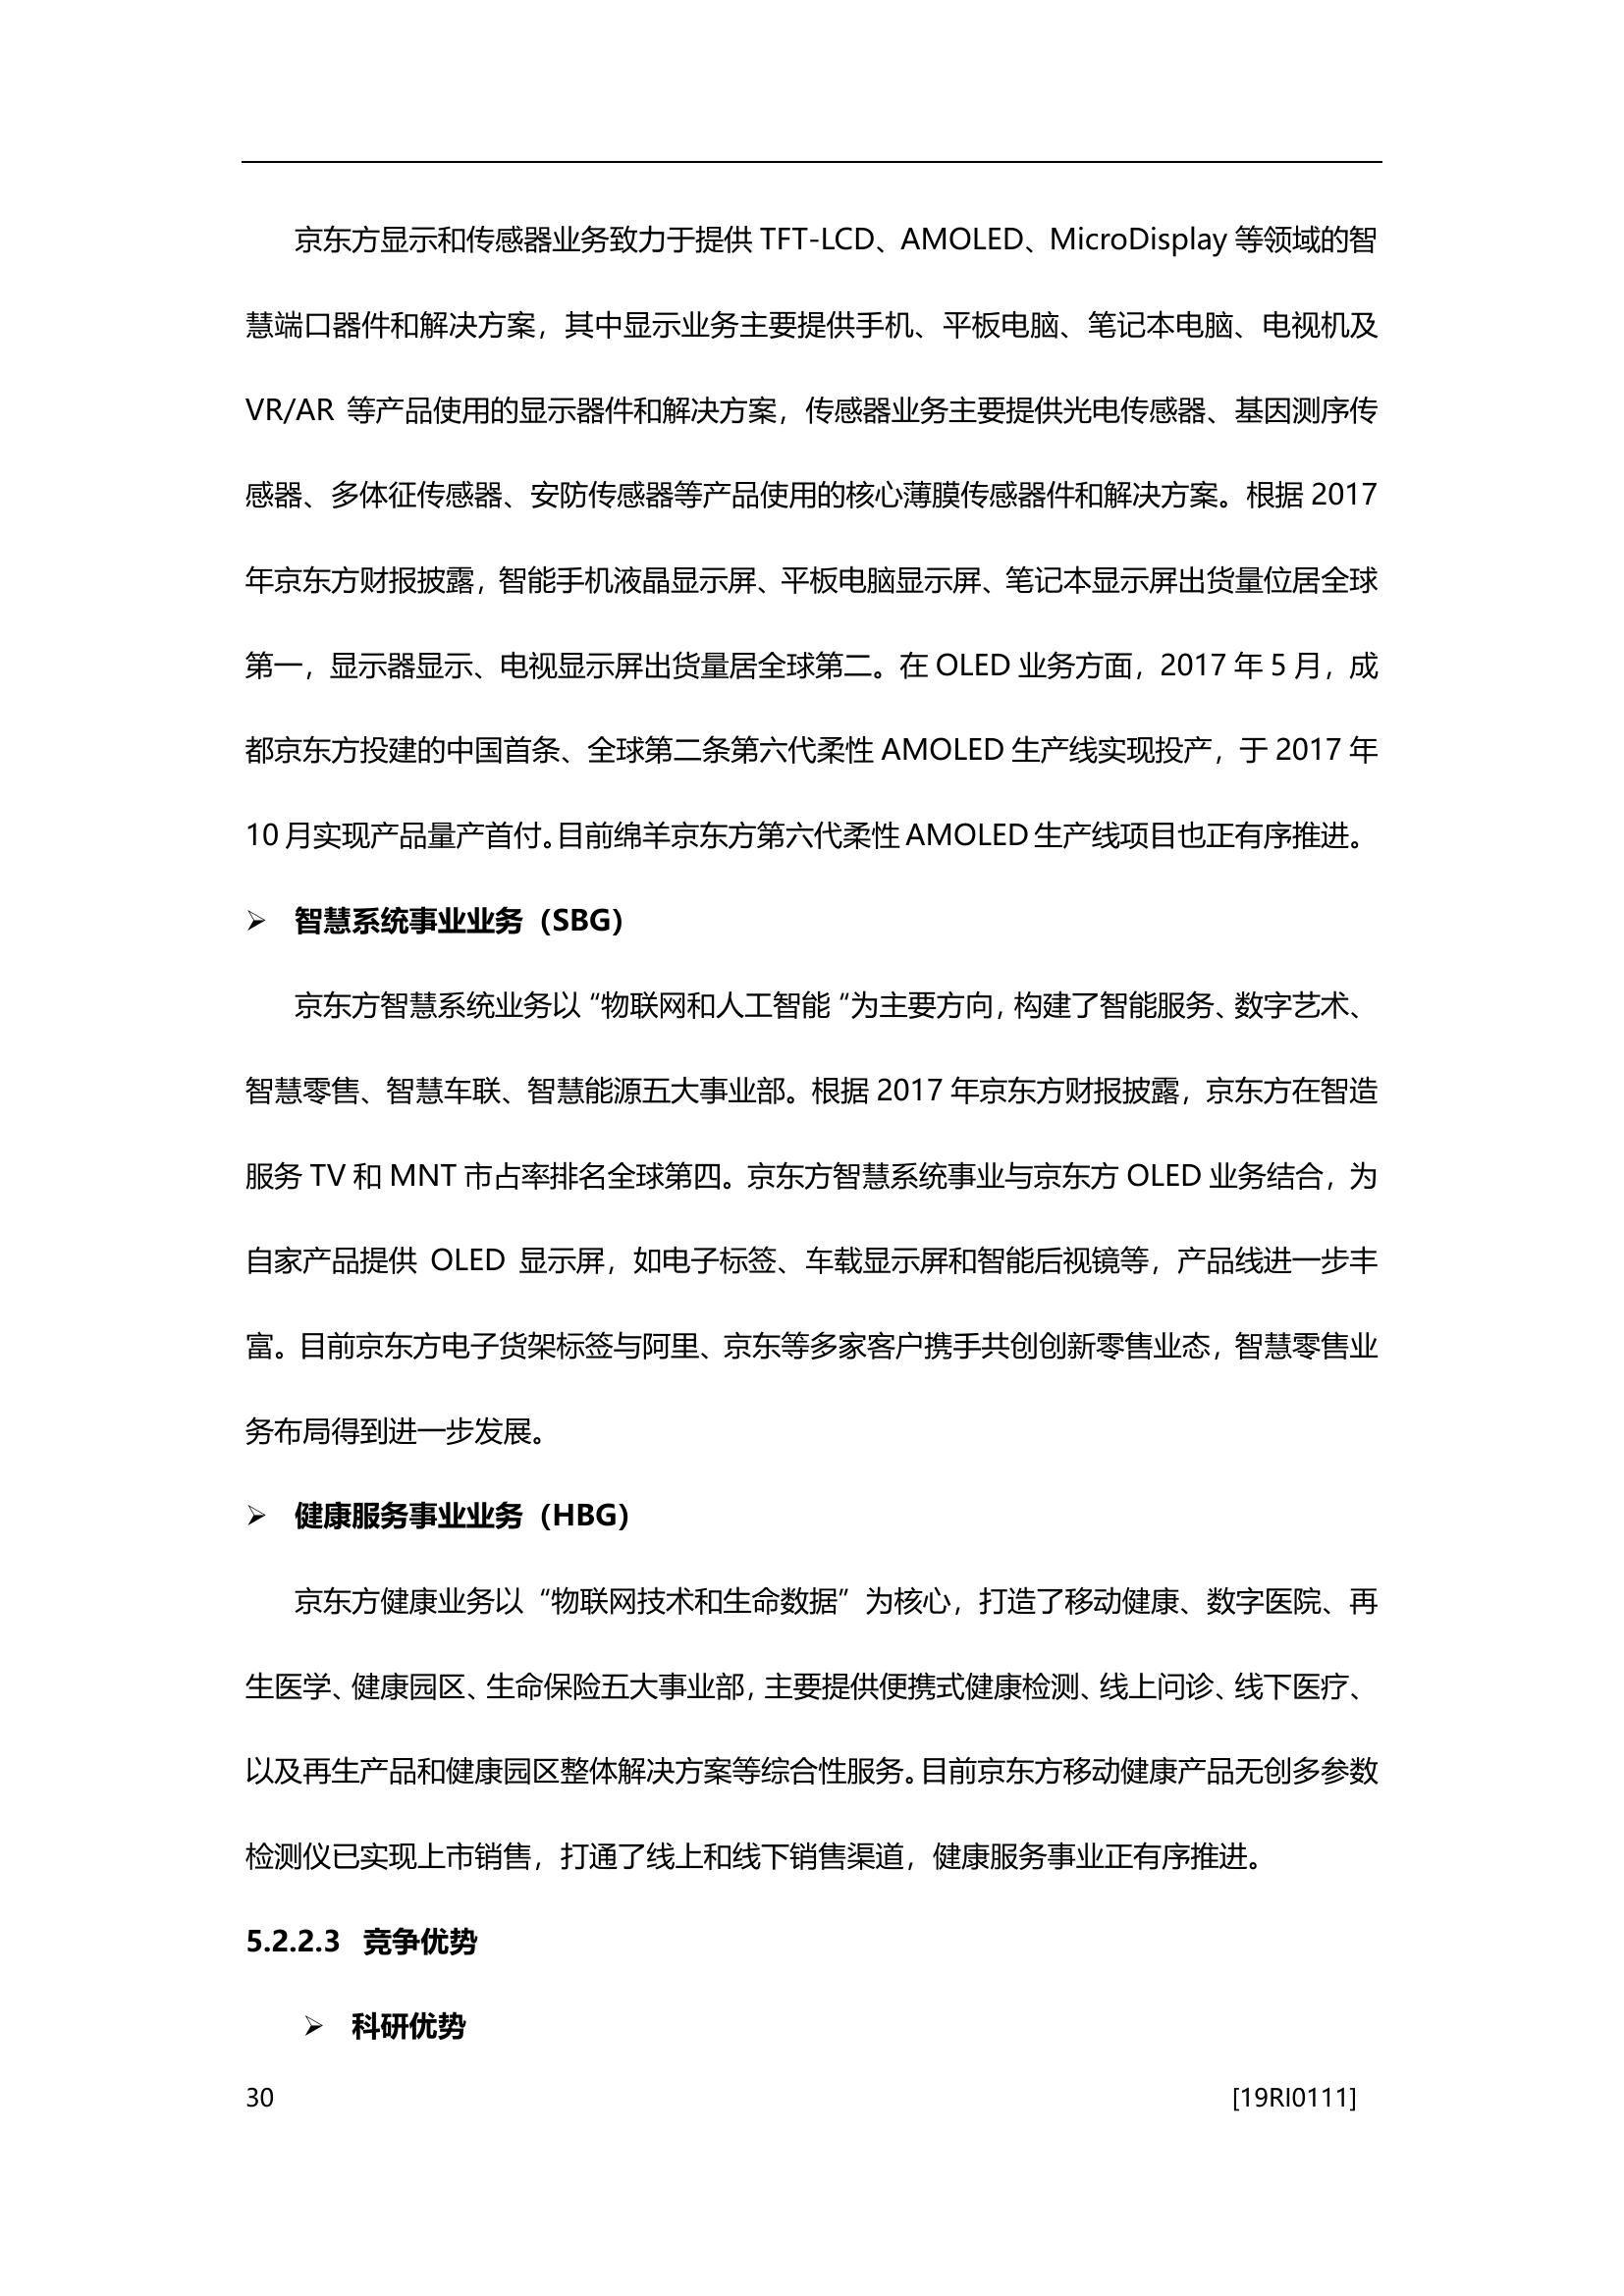 京东方显示和传感器业务致力于提供 TFT-LCD、AMOLED、MicroDisplay 等领域的智
慧端口器件和解决方案，其中显示业务主要提供手机、平板电脑、笔记本电脑、电视机及
VR/AR 等产品使用的显示器件和解决方案，传感器业务主要提供光电传感器、基因测序传
感器、多体征传感器、安防传感器等产品使用的核心薄膜传感器件和解决方案。根据 2017
年京东方财报披露，智能手机液晶显示屏、平板电脑显示屏、笔记本显示屏出货量位居全球
第一，显示器显示、电视显示屏出货量居全球第二。在 OLED 业务方面，2017 年 5 月，成
都京东方投建的中国首条、全球第二条第六代柔性 AMOLED 生产线实现投产，于 2017 年
10 月实现产品量产首付。目前绵羊京东方第六代柔性 AMOLED 生产线项目也正有序推进。
➢ 智慧系统事业业务（SBG）
京东方智慧系统业务以“物联网和人工智能“为主要方向，构建了智能服务、数字艺术、
智慧零售、智慧车联、智慧能源五大事业部。根据 2017 年京东方财报披露，京东方在智造
服务 TV 和 MNT 市占率排名全球第四。京东方智慧系统事业与京东方 OLED 业务结合，为
自家产品提供 OLED 显示屏，如电子标签、车载显示屏和智能后视镜等，产品线进一步丰
富。目前京东方电子货架标签与阿里、京东等多家客户携手共创创新零售业态，智慧零售业
务布局得到进一步发展。
➢ 健康服务事业业务（HBG）
京东方健康业务以“物联网技术和生命数据”为核心，打造了移动健康、数字医院、再
生医学、健康园区、生命保险五大事业部，主要提供便携式健康检测、线上问诊、线下医疗、
以及再生产品和健康园区整体解决方案等综合性服务。目前京东方移动健康产品无创多参数
检测仪已实现上市销售，打通了线上和线下销售渠道，健康服务事业正有序推进。
5.2.2.3 竞争优势
➢ 科研优势
30 [19RI0111]